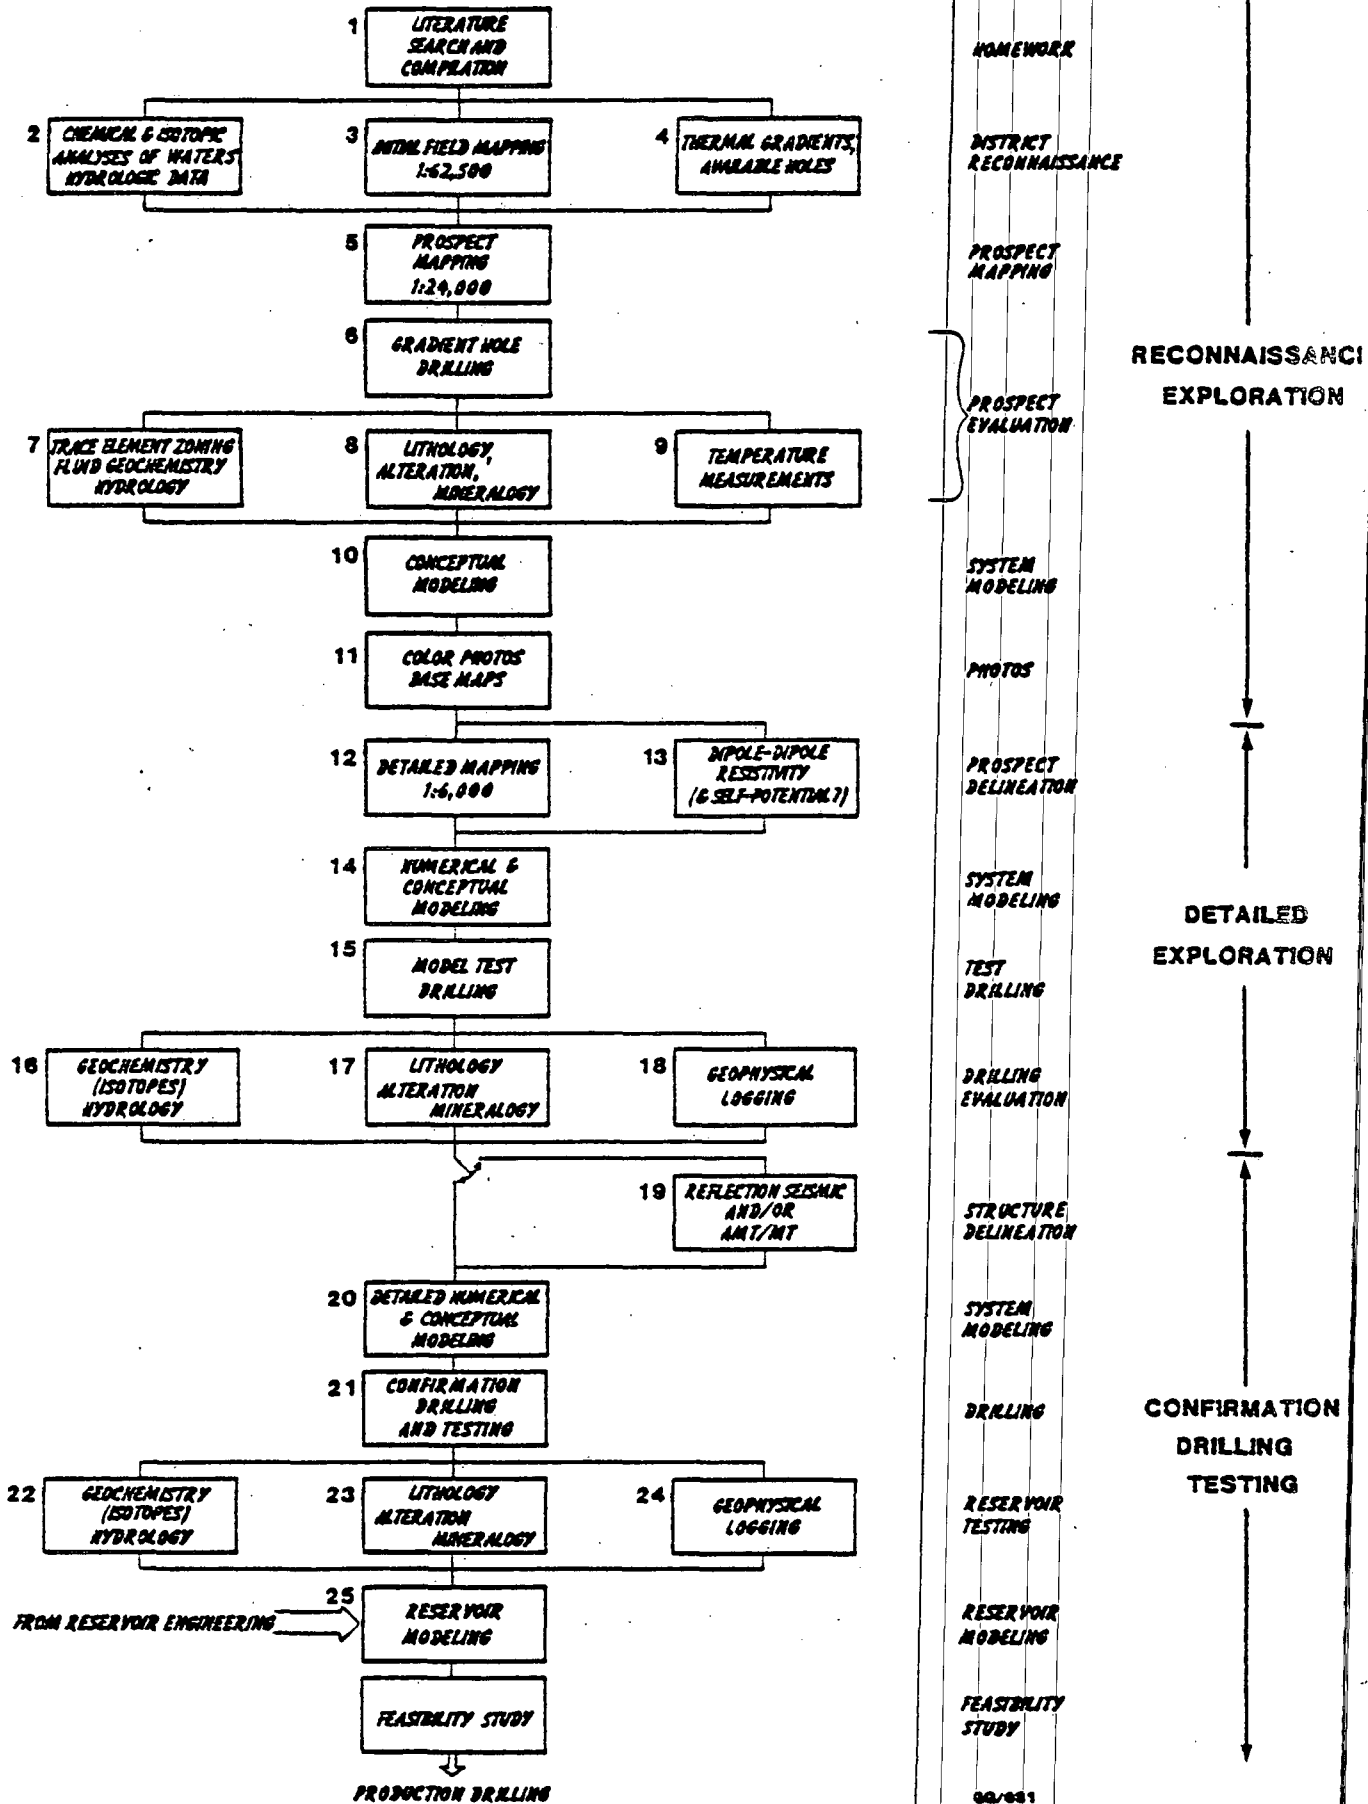 1
LITERATURE
SEARCH AND
COMPILATION
HOMEWORK
2
CHEMICAL & ISOTOPIC
ANALYSES OF WATERS
HYDROLOGIC DATA
3
INITIAL FIELD MAPPING
1:62,500
4
THERMAL GRADIENTS,
AVAILABLE HOLES
DISTRICT
RECONNAISSANCE
5
PROSPECT
MAPPING
1:24,000
PROSPECT
MAPPING
6
GRADIENT HOLE
DRILLING
RECONNAISSANCE
EXPLORATION
PROSPECT
EVALUATION
7
TRACE ELEMENT ZONING
FLUID GEOCHEMISTRY
HYDROLOGY
8
LITHOLOGY,
ALTERATION,
MINERALOGY
9
TEMPERATURE
MEASUREMENTS
10
CONCEPTUAL
MODELING
SYSTEM
MODELING
11
COLOR PHOTOS
BASE MAPS
PHOTOS
12
DETAILED MAPPING
1:6,000
13
DIPOLE-DIPOLE
RESISTIVITY
(& SELF-POTENTIAL?)
PROSPECT
DELINEATION
14
NUMERICAL &
CONCEPTUAL
MODELING
SYSTEM
MODELING
DETAILED
EXPLORATION
15
MODEL TEST
DRILLING
TEST
DRILLING
16
GEOCHEMISTRY
(ISOTOPES)
HYDROLOGY
17
LITHOLOGY
ALTERATION
MINERALOGY
18
GEOPHYSICAL
LOGGING
DRILLING
EVALUATION
19
REFLECTION SEISMIC
AND/OR
AMT/MT
STRUCTURE
DELINEATION
20
DETAILED NUMERICAL
& CONCEPTUAL
MODELING
SYSTEM
MODELING
21
CONFIRMATION
DRILLING
AND TESTING
DRILLING
CONFIRMATION
DRILLING
TESTING
22
GEOCHEMISTRY
(ISOTOPES)
HYDROLOGY
23
LITHOLOGY
ALTERATION
MINERALOGY
24
GEOPHYSICAL
LOGGING
RESERVOIR
TESTING
25
FROM RESERVOIR ENGINEERING
RESERVOIR
MODELING
RESERVOIR
MODELING
FEASIBILITY STUDY
FEASIBILITY
STUDY
PRODUCTION DRILLING